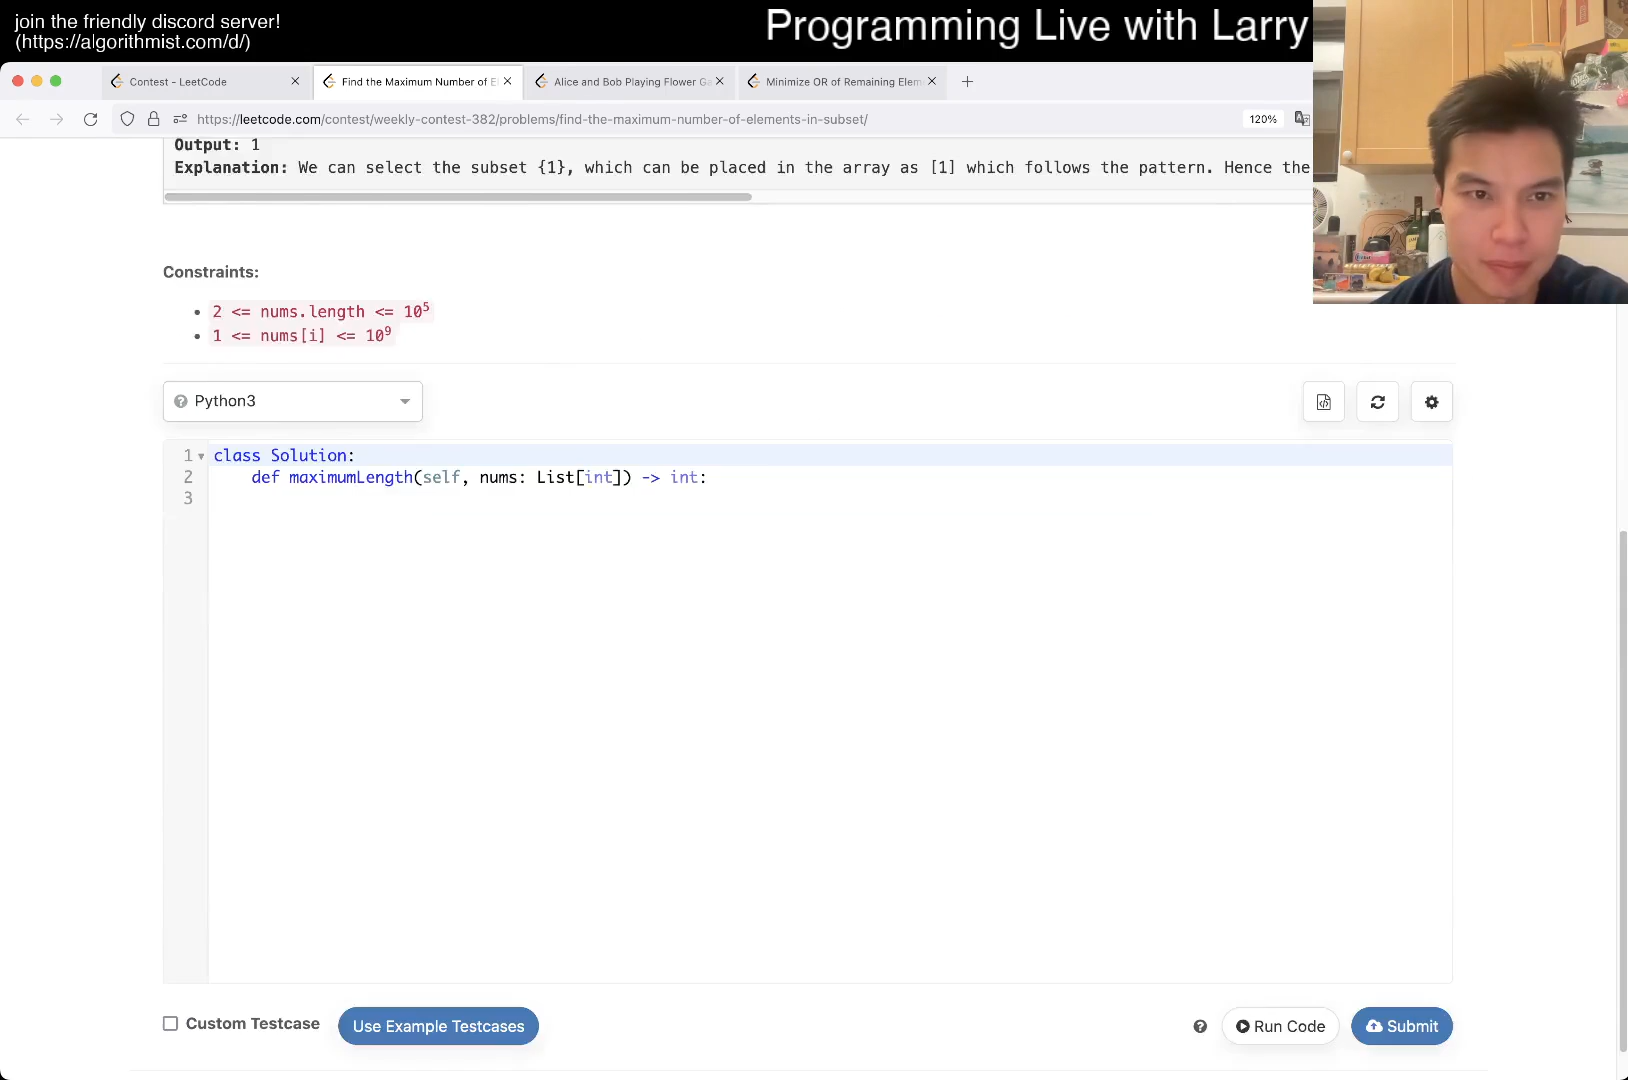 join the friendly discord server!
(https://algorithmist.com/d/)
Programming Live with Larry
Contest - LeetCode
Find the Maximum Number of E
Alice and Bob Playing Flower Ga
Minimize OR of Remaining Elem
https://leetcode.com/contest/weekly-contest-382/problems/find-the-maximum-number-of-elements-in-subset/
120%
Output: 1
Explanation: We can select the subset {1}, which can be placed in the array as [1] which follows the pattern. Hence the
Constraints:
2 <= nums.length <= 10^5
1 <= nums[i] <= 10^9
Python3
1 class Solution:
2 def maximumLength(self, nums: List[int]) -> int:
3
Custom Testcase
Use Example Testcases
Run Code
Submit